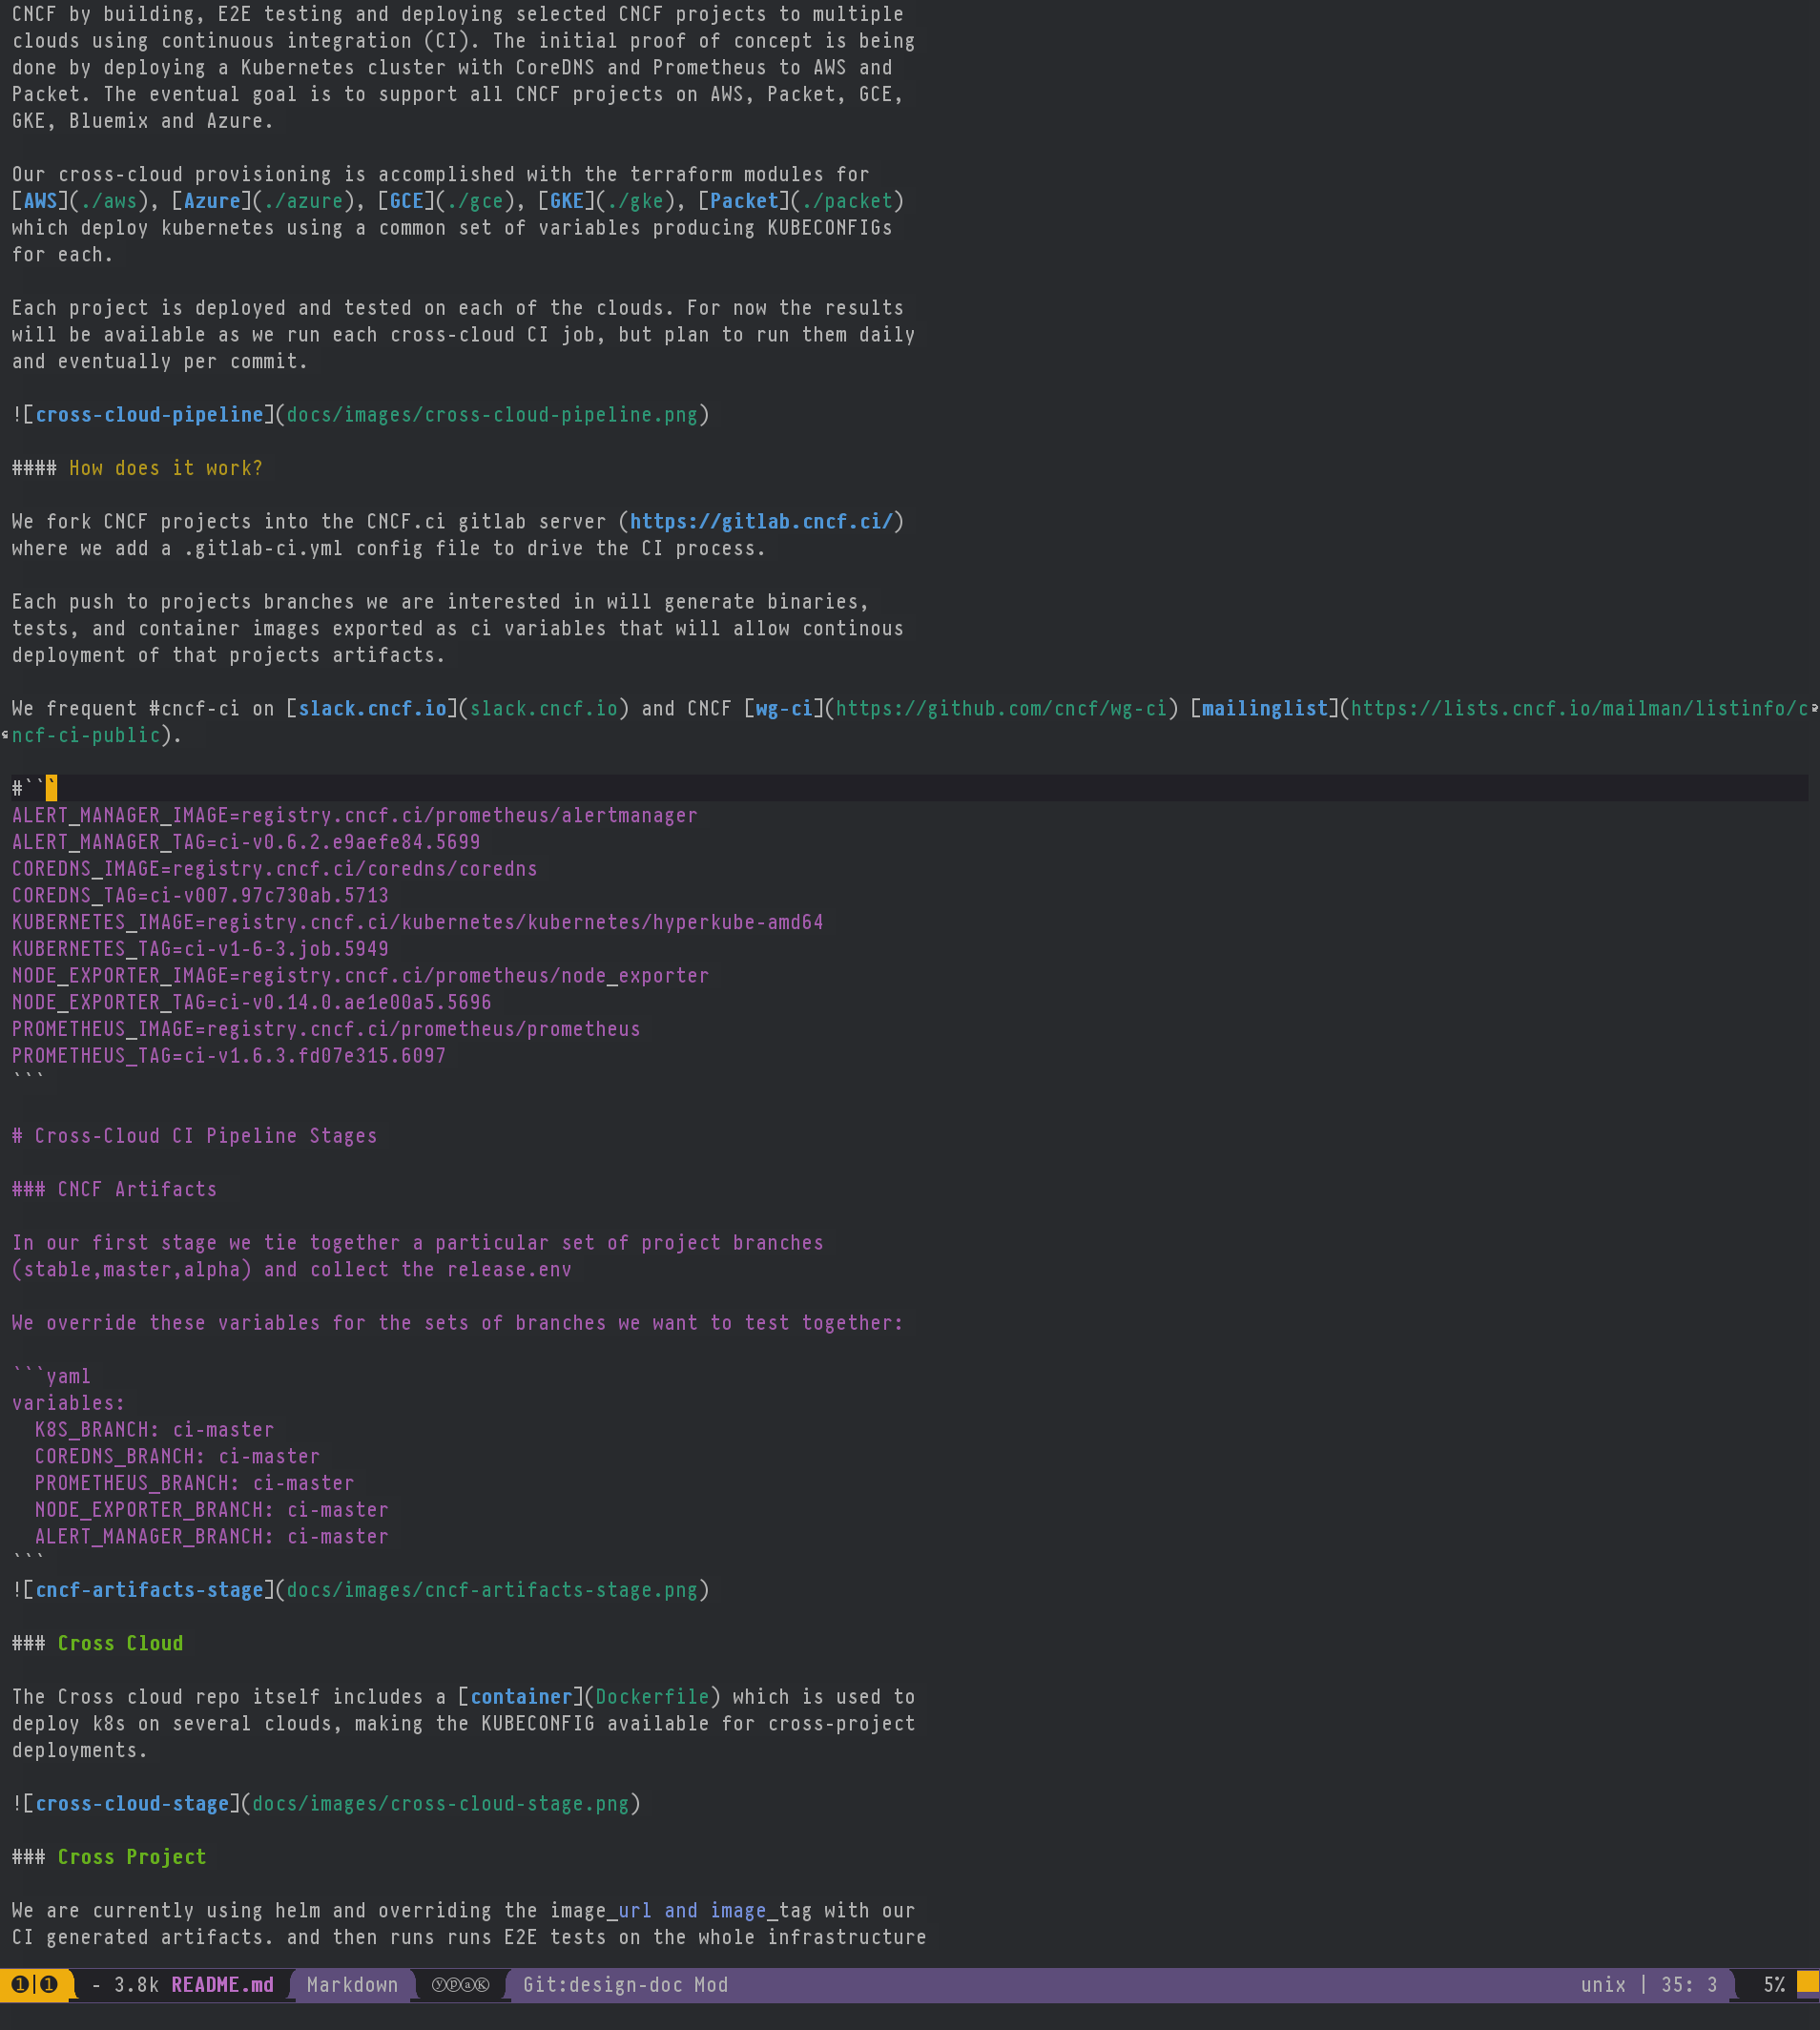 CNCF by building, E2E testing and deploying selected CNCF projects to multiple
clouds using continuous integration (CI). The initial proof of concept is being
done by deploying a Kubernetes cluster with CoreDNS and Prometheus to AWS and
Packet. The eventual goal is to support all CNCF projects on AWS, Packet, GCE,
GKE, Bluemix and Azure.

Our cross-cloud provisioning is accomplished with the terraform modules for
[AWS](./aws), [Azure](./azure), [GCE](./gce), [GKE](./gke), [Packet](./packet)
which deploy kubernetes using a common set of variables producing KUBECONFIGs
for each.

Each project is deployed and tested on each of the clouds. For now the results
will be available as we run each cross-cloud CI job, but plan to run them daily
and eventually per commit.

![cross-cloud-pipeline](docs/images/cross-cloud-pipeline.png)

#### How does it work?

We fork CNCF projects into the CNCF.ci gitlab server (https://gitlab.cncf.ci/)
where we add a .gitlab-ci.yml config file to drive the CI process.

Each push to projects branches we are interested in will generate binaries,
tests, and container images exported as ci variables that will allow continous
deployment of that projects artifacts.

We frequent #cncf-ci on [slack.cncf.io](slack.cncf.io) and CNCF [wg-ci](https://github.com/cncf/wg-ci) [mailinglist](https://lists.cncf.io/mailman/listinfo/c
ncf-ci-public).

#```
ALERT_MANAGER_IMAGE=registry.cncf.ci/prometheus/alertmanager
ALERT_MANAGER_TAG=ci-v0.6.2.e9aefe84.5699
COREDNS_IMAGE=registry.cncf.ci/coredns/coredns
COREDNS_TAG=ci-v007.97c730ab.5713
KUBERNETES_IMAGE=registry.cncf.ci/kubernetes/kubernetes/hyperkube-amd64
KUBERNETES_TAG=ci-v1-6-3.job.5949
NODE_EXPORTER_IMAGE=registry.cncf.ci/prometheus/node_exporter
NODE_EXPORTER_TAG=ci-v0.14.0.ae1e00a5.5696
PROMETHEUS_IMAGE=registry.cncf.ci/prometheus/prometheus
PROMETHEUS_TAG=ci-v1.6.3.fd07e315.6097
```

# Cross-Cloud CI Pipeline Stages

### CNCF Artifacts

In our first stage we tie together a particular set of project branches
(stable,master,alpha) and collect the release.env

We override these variables for the sets of branches we want to test together:

```yaml
variables:
  K8S_BRANCH: ci-master
  COREDNS_BRANCH: ci-master
  PROMETHEUS_BRANCH: ci-master
  NODE_EXPORTER_BRANCH: ci-master
  ALERT_MANAGER_BRANCH: ci-master
```
![cncf-artifacts-stage](docs/images/cncf-artifacts-stage.png)

### Cross Cloud

The Cross cloud repo itself includes a [container](Dockerfile) which is used to
deploy k8s on several clouds, making the KUBECONFIG available for cross-project
deployments.

![cross-cloud-stage](docs/images/cross-cloud-stage.png)

### Cross Project

We are currently using helm and overriding the image_url and image_tag with our
CI generated artifacts. and then runs runs E2E tests on the whole infrastructure
❶|❶ - 3.8k README.md Markdown ⓨⓟⓐⓀ Git:design-doc Mod unix | 35: 3 5%